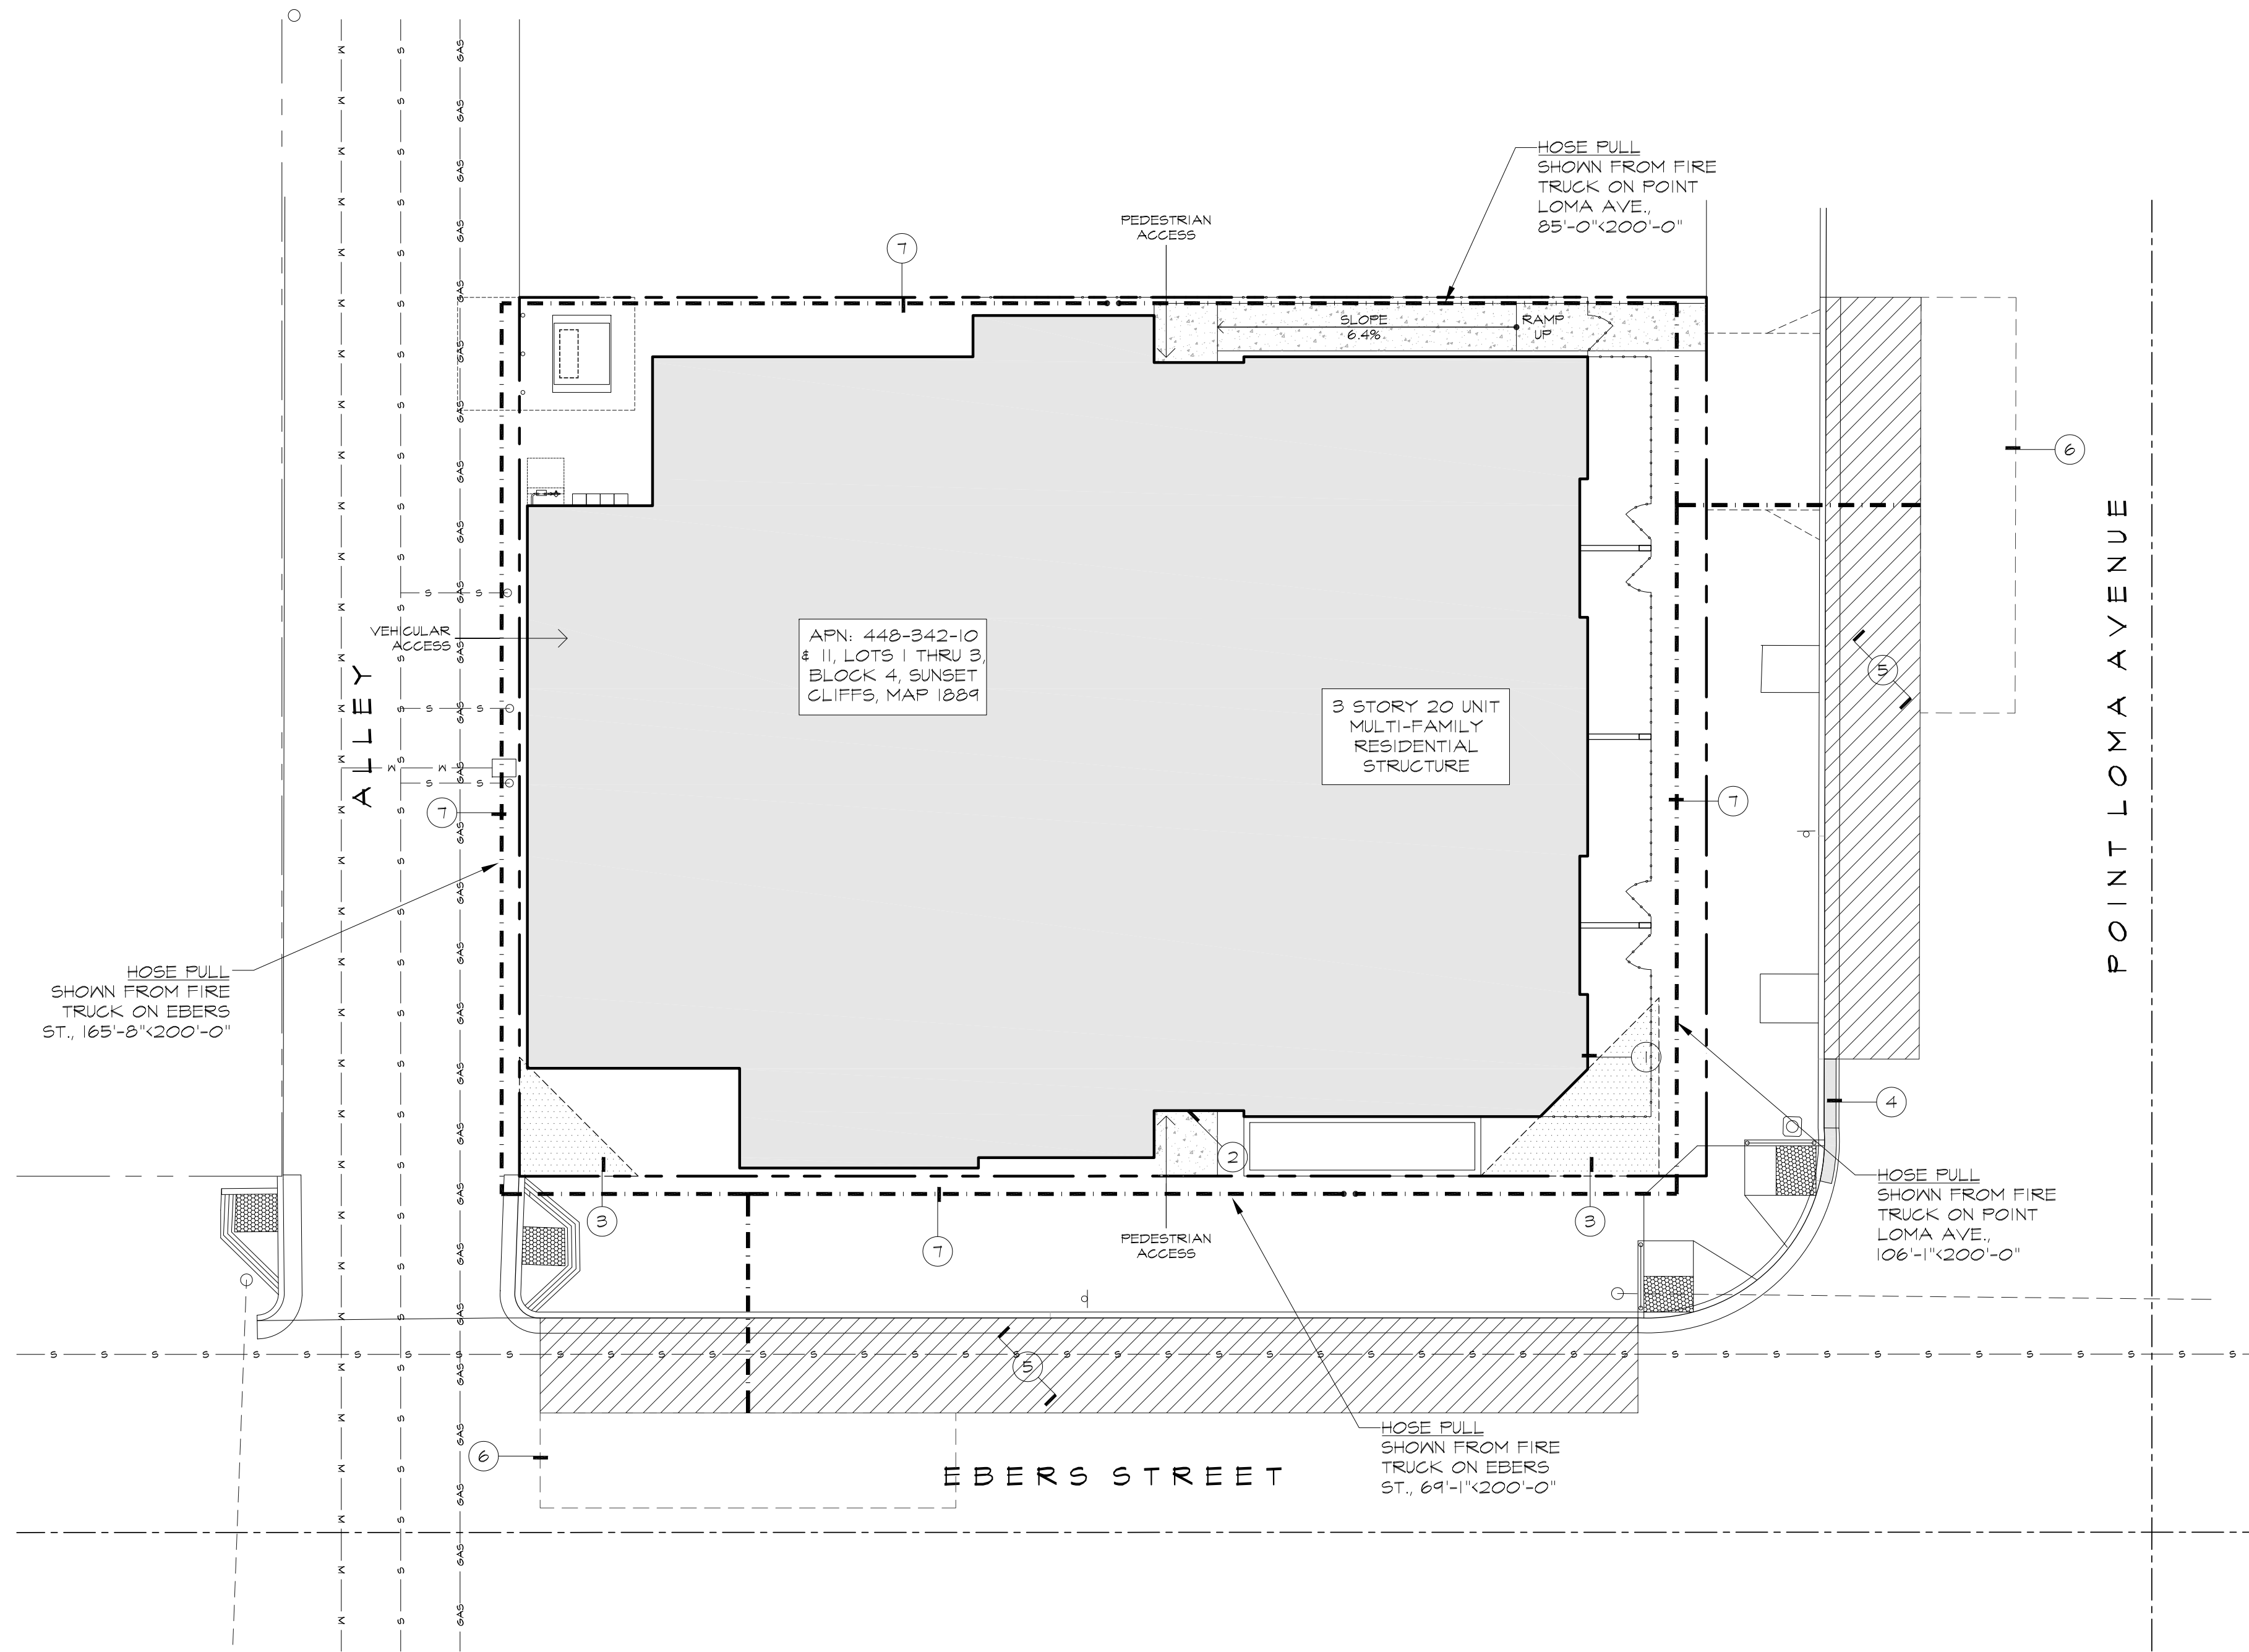 HOSE PULL
SHOWN FROM FIRE
TRUCK ON POINT
LOMA AVE.,
85'-0"<200'-0"
PEDESTRIAN
ACCESS
7
SLOPE
6.4%
RAMP
UP
6
POINT LOMA AVENUE
5
VEHICULAR
ACCESS
ALLEY
APN: 448-342-10
& 11, LOTS 1 THRU 3,
BLOCK 4, SUNSET
CLIFFS, MAP 1889
3 STORY 20 UNIT
MULTI-FAMILY
RESIDENTIAL
STRUCTURE
7
7
HOSE PULL
SHOWN FROM FIRE
TRUCK ON EBERS
ST., 165'-8"<200'-0"
1
4
2
3
3
7
PEDESTRIAN
ACCESS
HOSE PULL
SHOWN FROM FIRE
TRUCK ON POINT
LOMA AVE.,
106'-1"<200'-0"
5
6
EBERS STREET
HOSE PULL
SHOWN FROM FIRE
TRUCK ON EBERS
ST., 69'-1"<200'-0"
W
S
GAS